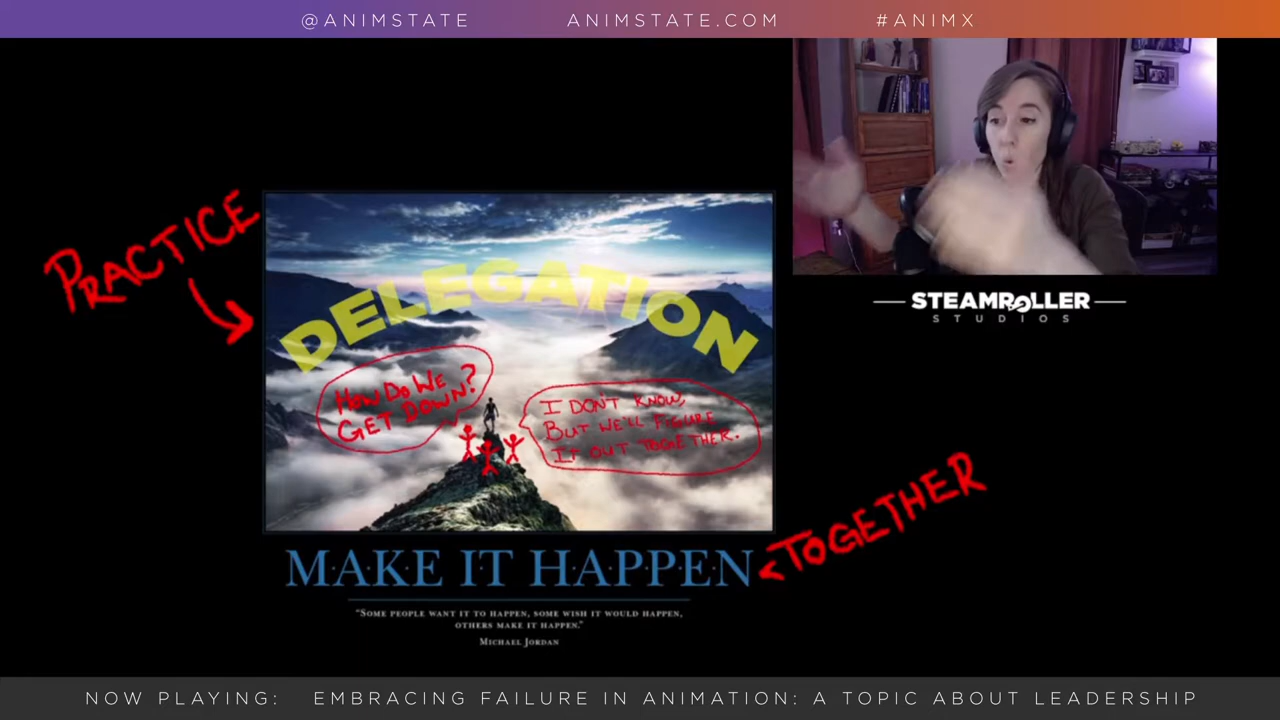 @ANIMSTATE ANIMSTATE.COM #ANIMX
STEAMROLLER
STUDIOS
PRACTICE
DELEGATION
HOW DO WE
GET DOWN?
I DON'T KNOW,
BUT WE'LL FIGURE
IT OUT TOGETHER.
TOGETHER
MAKE IT HAPPEN
"SOME PEOPLE WANT IT TO HAPPEN, SOME WISH IT WOULD HAPPEN,
OTHERS MAKE IT HAPPEN."
MICHAEL JORDAN
NOW PLAYING: EMBRACING FAILURE IN ANIMATION: A TOPIC ABOUT LEADERSHIP